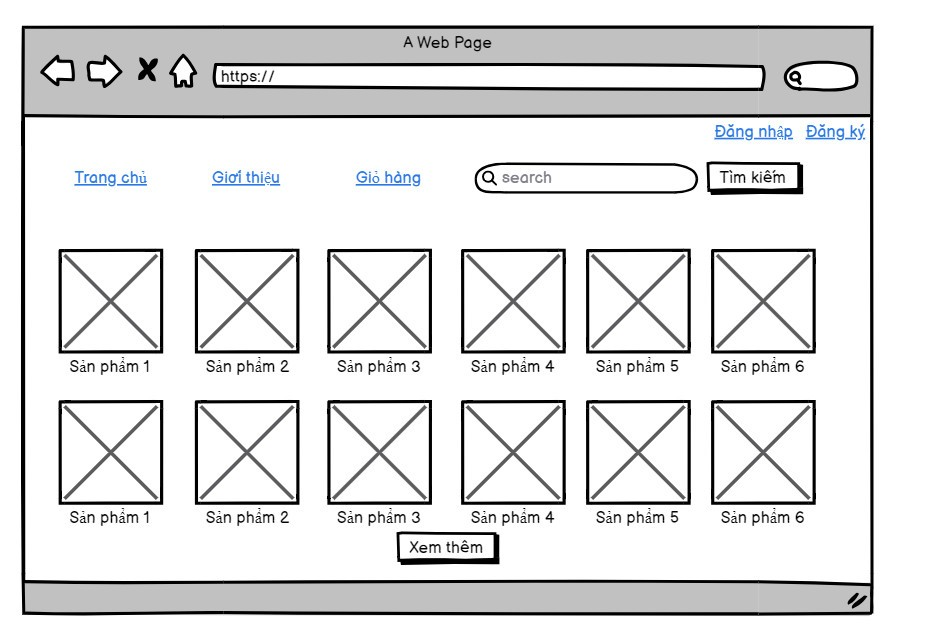 A Web Page
https://
Đăng nhập Đăng ký
Trang chủ Giới thiệu Giỏ hàng search Tìm kiếm
Sản phẩm 1 Sản phẩm 2 Sản phẩm 3 Sản phẩm 4 Sản phẩm 5 Sản phẩm 6
Sản phẩm 1 Sản phẩm 2 Sản phẩm 3 Sản phẩm 4 Sản phẩm 5 Sản phẩm 6
Xem thêm